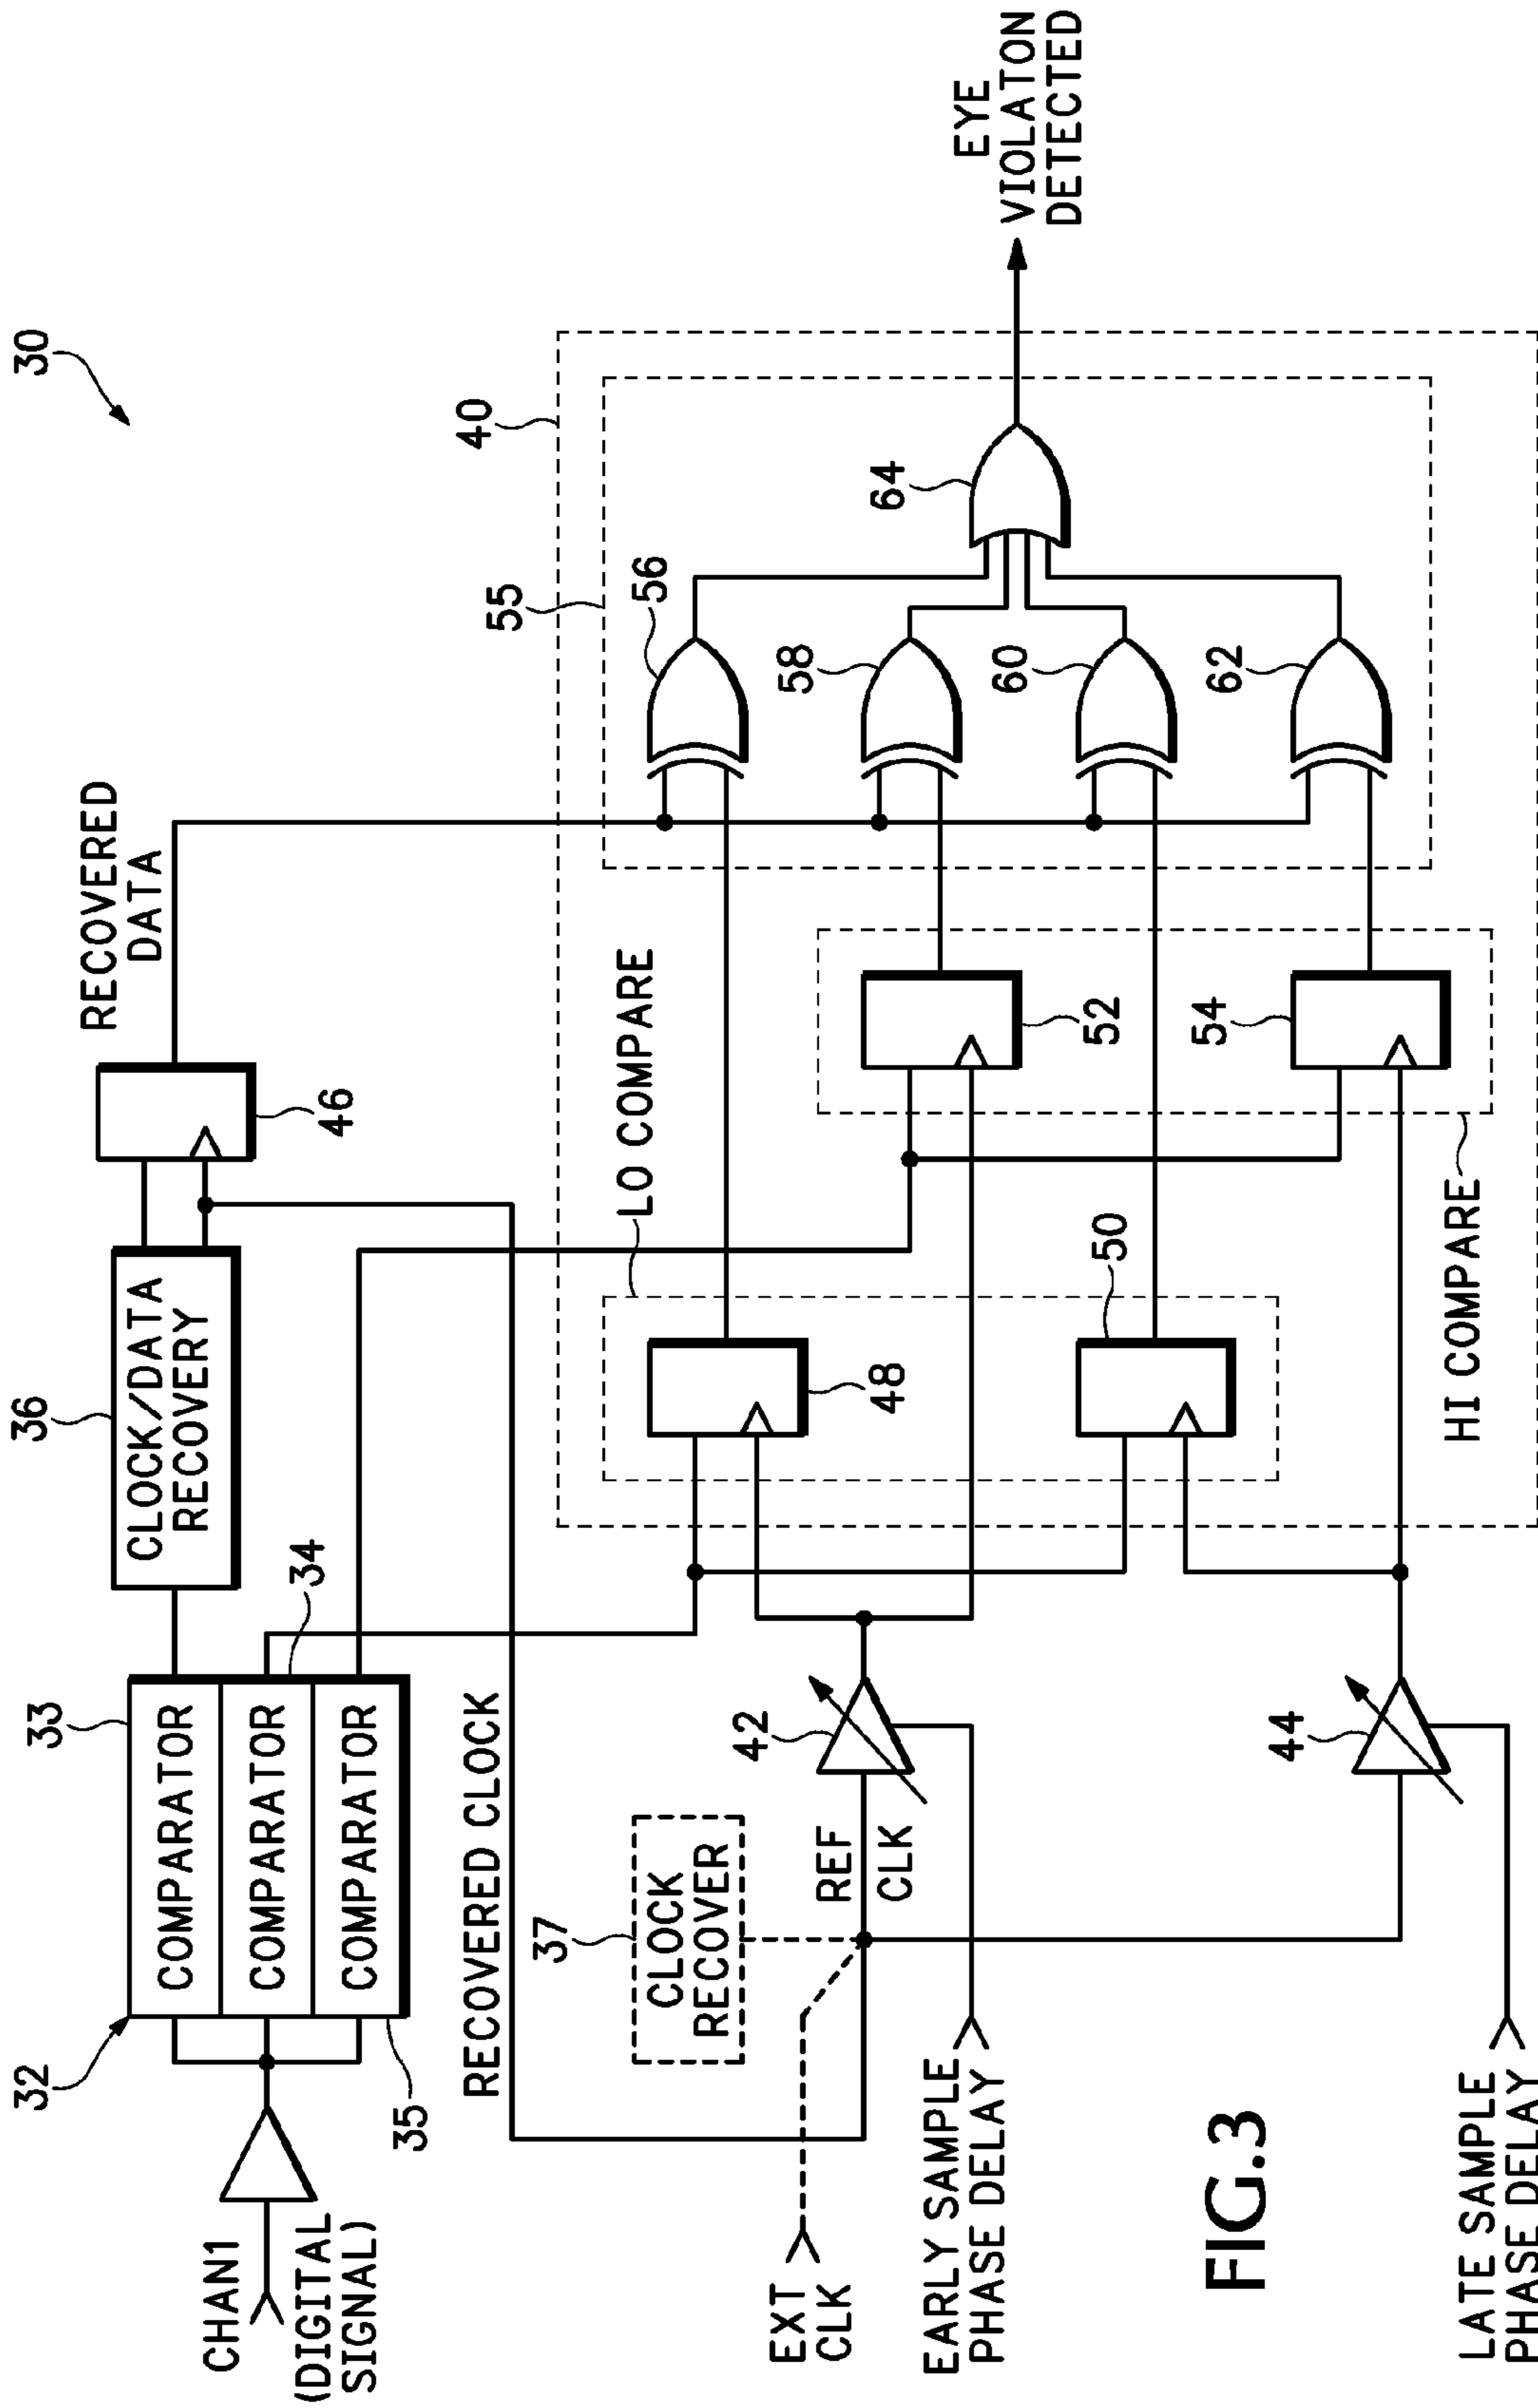 30
32
33
COMPARATOR
COMPARATOR
COMPARATOR
34
35
36
CLOCK/DATA
RECOVERY
46
RECOVERED
DATA
CHAN1
(DIGITAL
SIGNAL)
RECOVERED CLOCK
37
CLOCK
RECOVER
EXT
CLK
REF
CLK
42
44
EARLY SAMPLE
PHASE DELAY
LATE SAMPLE
PHASE DELAY
LO COMPARE
48
50
HI COMPARE
52
54
40
55
56
58
60
62
64
EYE
VIOLATON
DETECTED
FIG.3